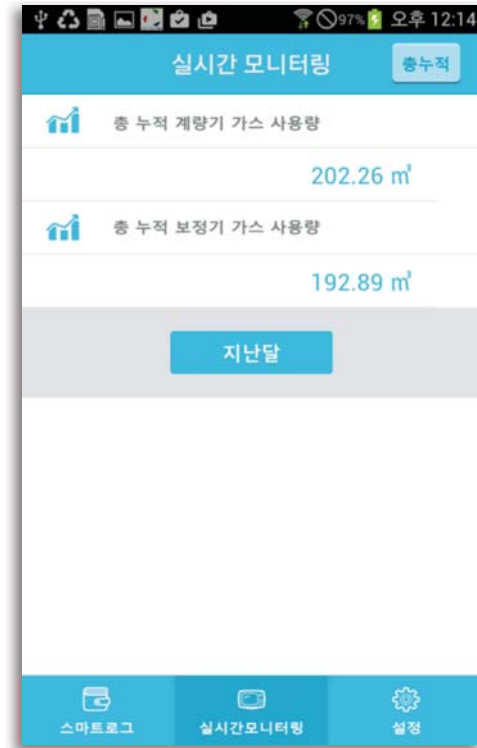 97% 오후 12:14
실시간 모니터링 총누적
총 누적 계량기 가스 사용량
202.26 ㎥
총 누적 보정기 가스 사용량
192.89 ㎥
지난달
스마트로그 실시간모니터링 설정